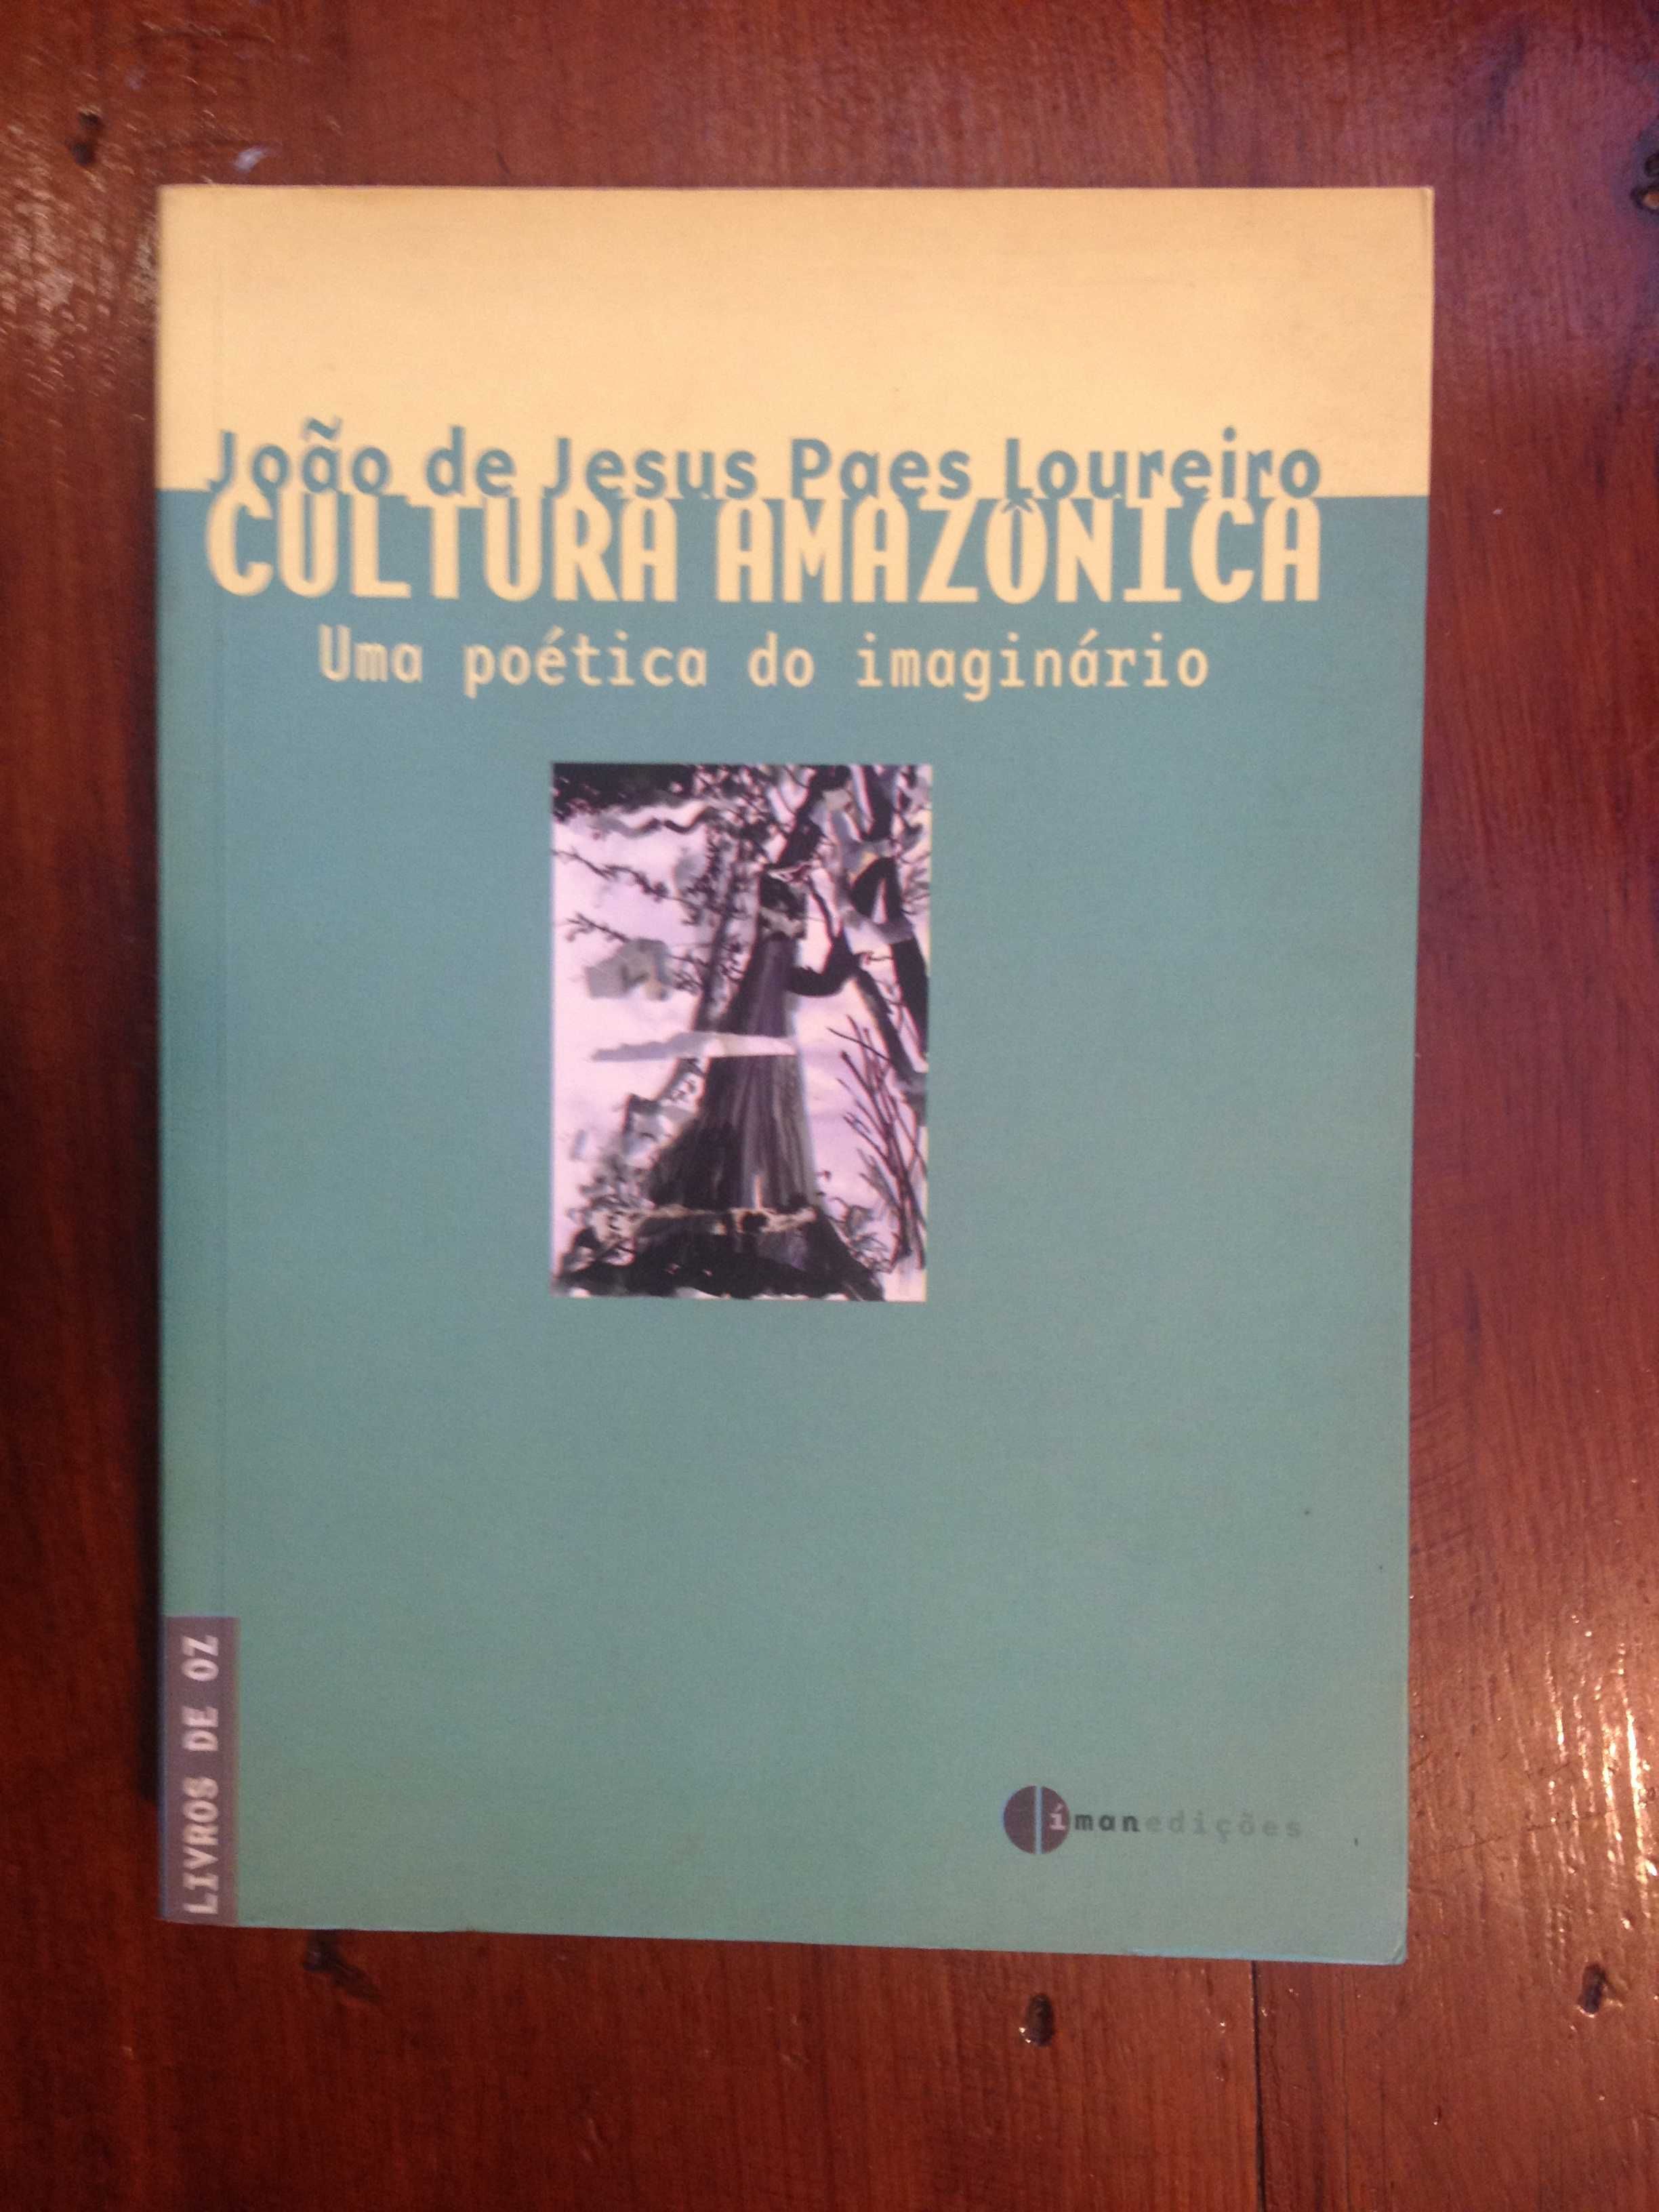 João de Jesus Paes Loureiro
CULTURA AMAZÔNICA
Uma poética do imaginário
LIVROS DE OZ
ímanedições